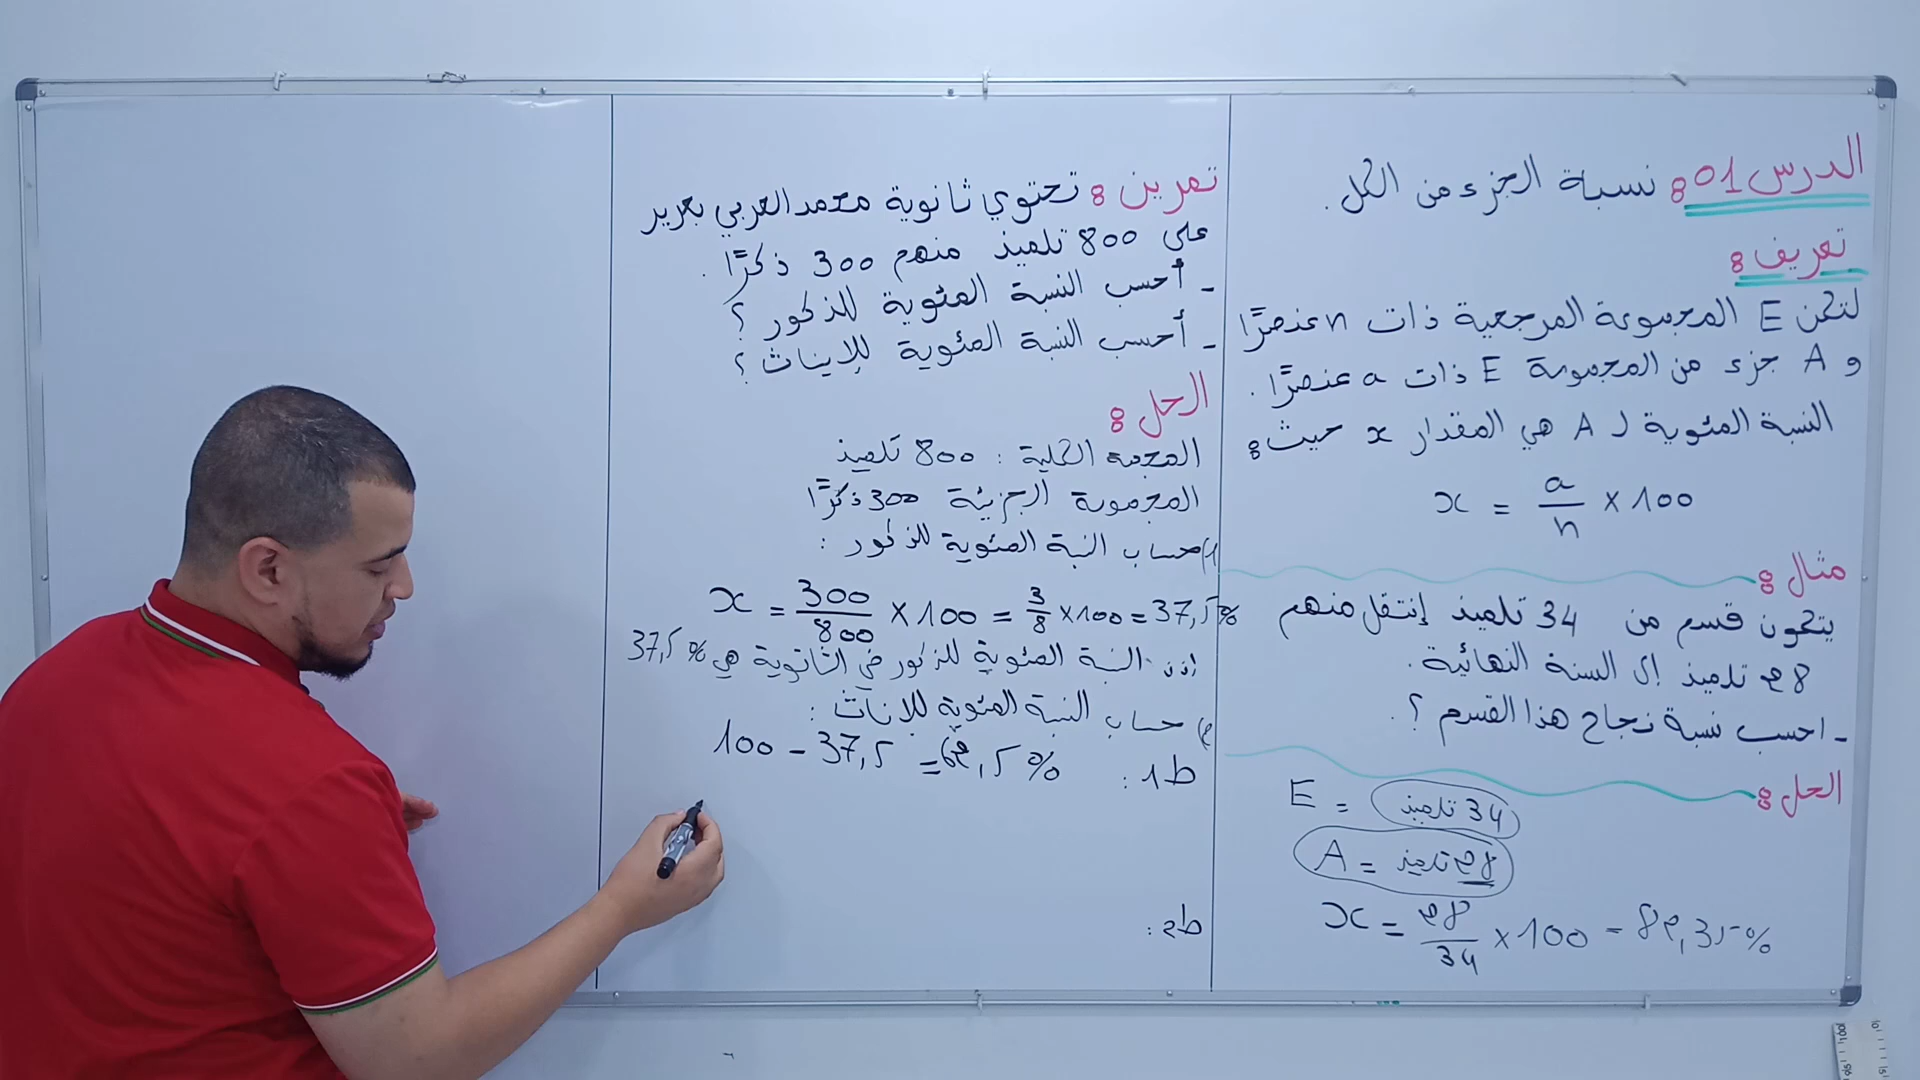 الدرس 01 : نسبة الجزء من الكل .
تعريف :
لتكن E المجموعة المرجعية ذات n عنصرًا
و A جزء من المجموعة E ذات a عنصرًا .
النسبة المئوية لـ A هي المقدار x حيث :
x = a/n × 100
مثال :
يتكون قسم من 34 تلميذ إنتقل منهم
28 تلميذ إلى السنة النهائية .
- احسب نسبة نجاح هذا القسم ؟ .
الحل :
E = 34 تلميذ
A = 28 تلميذ
x = 28/34 × 100 = 82,35%
تمرين : تحتوي ثانوية محمد العربي بعرير
على 800 تلميذ منهم 300 ذكرًا .
- أحسب النسبة المئوية للذكور ؟
- أحسب النسبة المئوية للإيناث ؟
الحل :
المجمعة الكلية : 800 تلميذ
المجموعة الجزئية 300 ذكرًا
1) حساب النسبة المئوية للذكور :
x = 300/800 × 100 = 3/8 × 100 = 37,5%
إذن النسبة المئوية للذكور في الثانوية هي 37,5%
2) حساب النسبة المئوية للاناث :
ط1 : 100 - 37,5 = 62,5 %
ط2 :